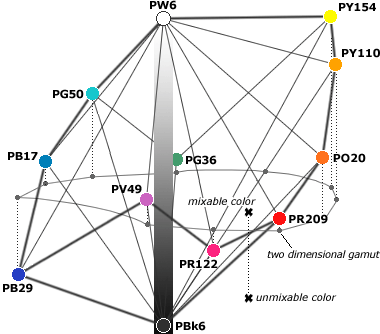 PW6
PY154
PY110
PG50
PB17
PG36
PO20
PV49
mixable color
PR209
PR122
two dimensional gamut
PB29
unmixable color
PBk6